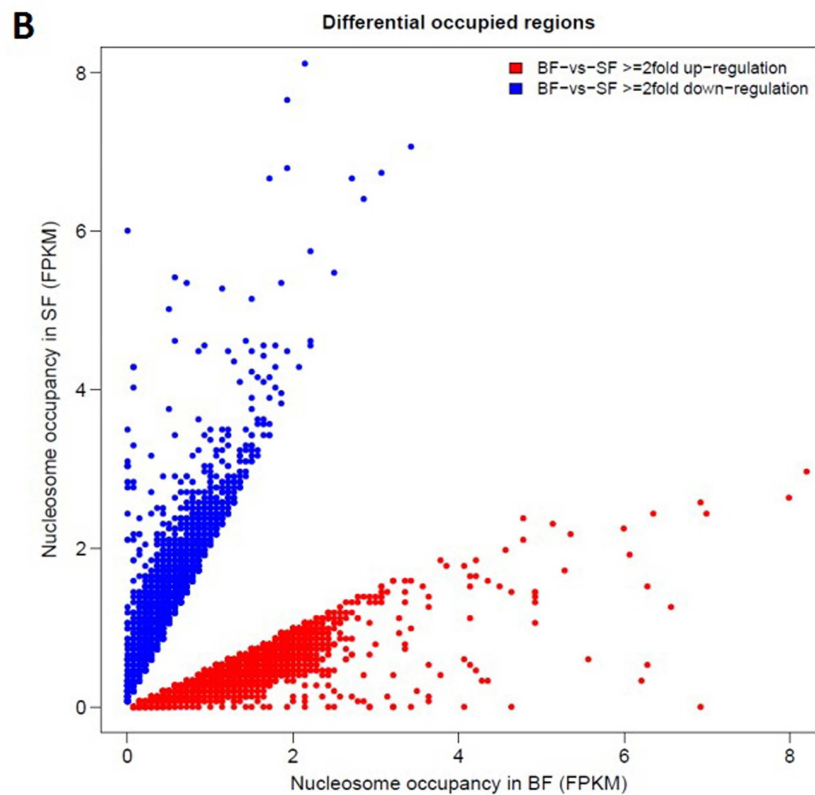 B
Differential occupied regions
BF-vs-SF >=2fold up-regulation
BF-vs-SF >=2fold down-regulation
Nucleosome occupancy in SF (FPKM)
8
6
4
2
0
0 2 4 6 8
Nucleosome occupancy in BF (FPKM)